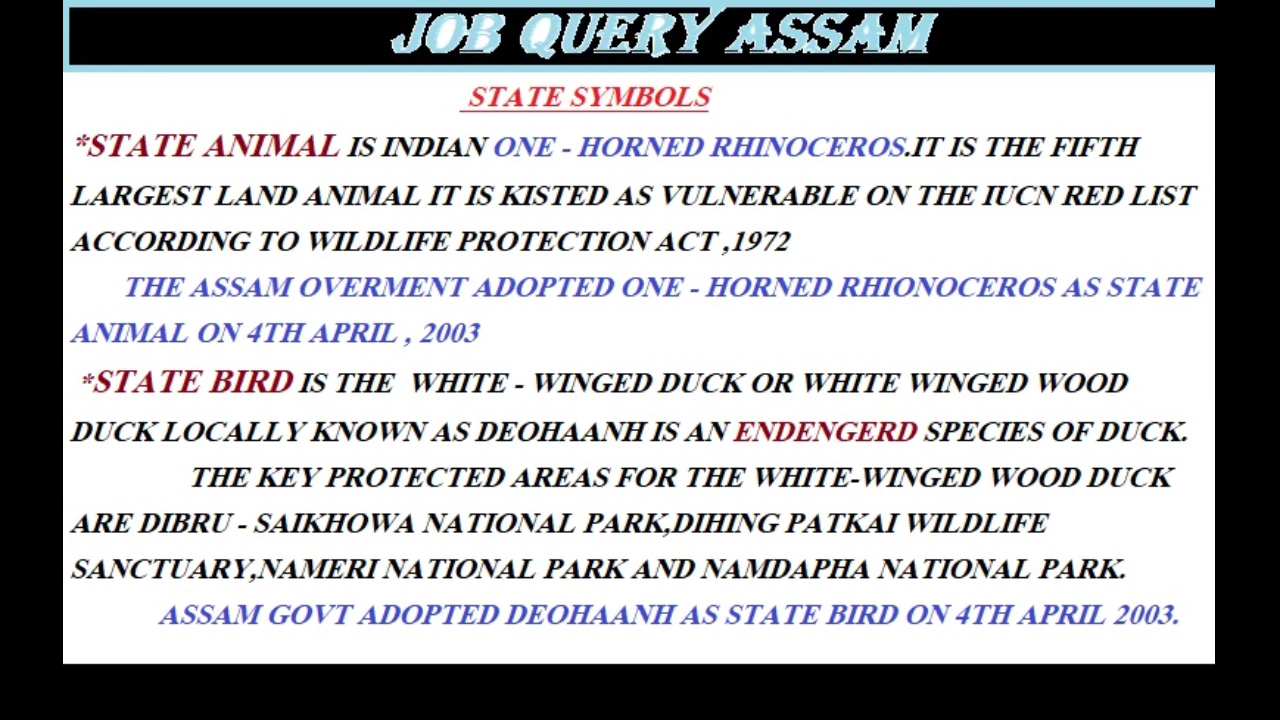 JOB QUERY ASSAM
STATE SYMBOLS
*STATE ANIMAL IS INDIAN ONE - HORNED RHINOCEROS.IT IS THE FIFTH
LARGEST LAND ANIMAL IT IS KISTED AS VULNERABLE ON THE IUCN RED LIST
ACCORDING TO WILDLIFE PROTECTION ACT ,1972
THE ASSAM OVERMENT ADOPTED ONE - HORNED RHIONOCEROS AS STATE
ANIMAL ON 4TH APRIL , 2003
*STATE BIRD IS THE WHITE - WINGED DUCK OR WHITE WINGED WOOD
DUCK LOCALLY KNOWN AS DEOHAANH IS AN ENDENGERD SPECIES OF DUCK.
THE KEY PROTECTED AREAS FOR THE WHITE-WINGED WOOD DUCK
ARE DIBRU - SAIKHOWA NATIONAL PARK,DIHING PATKAI WILDLIFE
SANCTUARY,NAMERI NATIONAL PARK AND NAMDAPHA NATIONAL PARK.
ASSAM GOVT ADOPTED DEOHAANH AS STATE BIRD ON 4TH APRIL 2003.